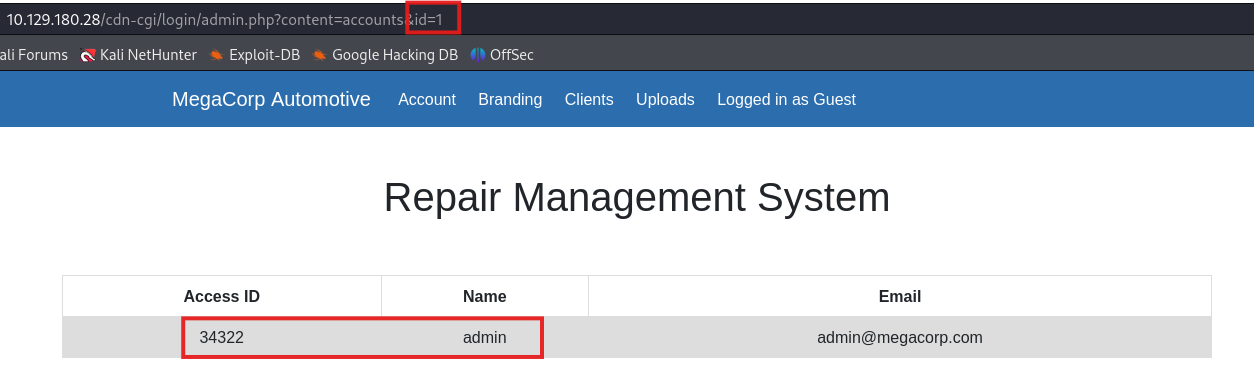 10.129.180.28/cdn-cgi/login/admin.php?content=accounts&id=1
ali Forums Kali NetHunter Exploit-DB Google Hacking DB OffSec
MegaCorp Automotive Account Branding Clients Uploads Logged in as Guest
Repair Management System
Access ID Name Email
34322 admin admin@megacorp.com